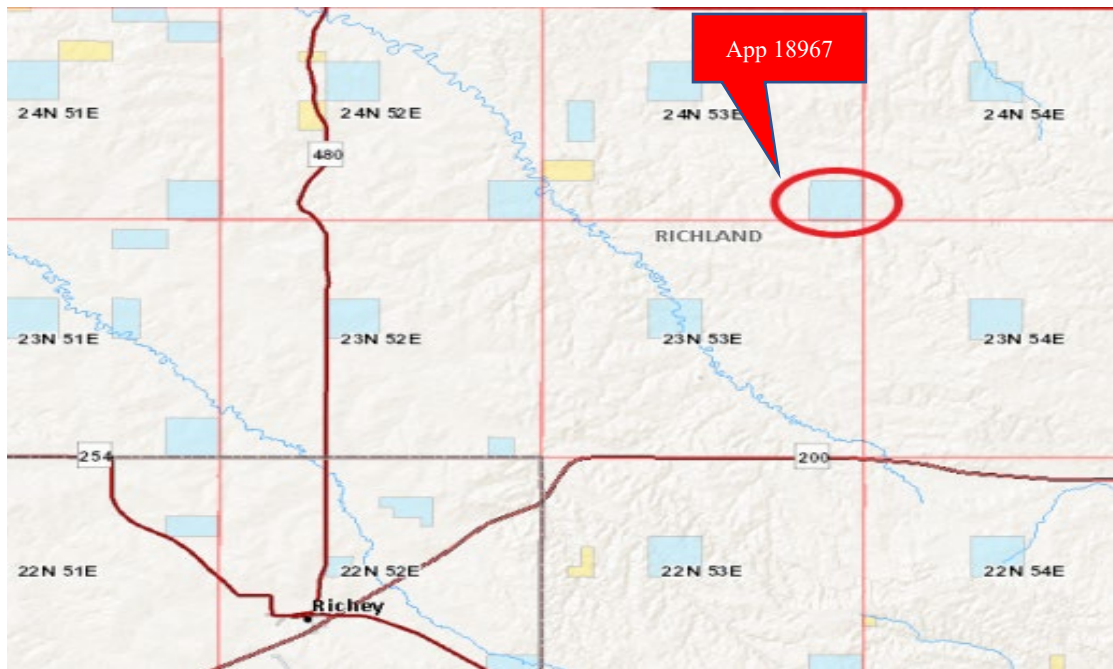 App 18967
24N 51E
24N 52E
24N 53E
24N 54E
480
RICHLAND
23N 51E
23N 52E
23N 53E
23N 54E
254
200
22N 51E
22N 52E
22N 53E
22N 54E
Richey